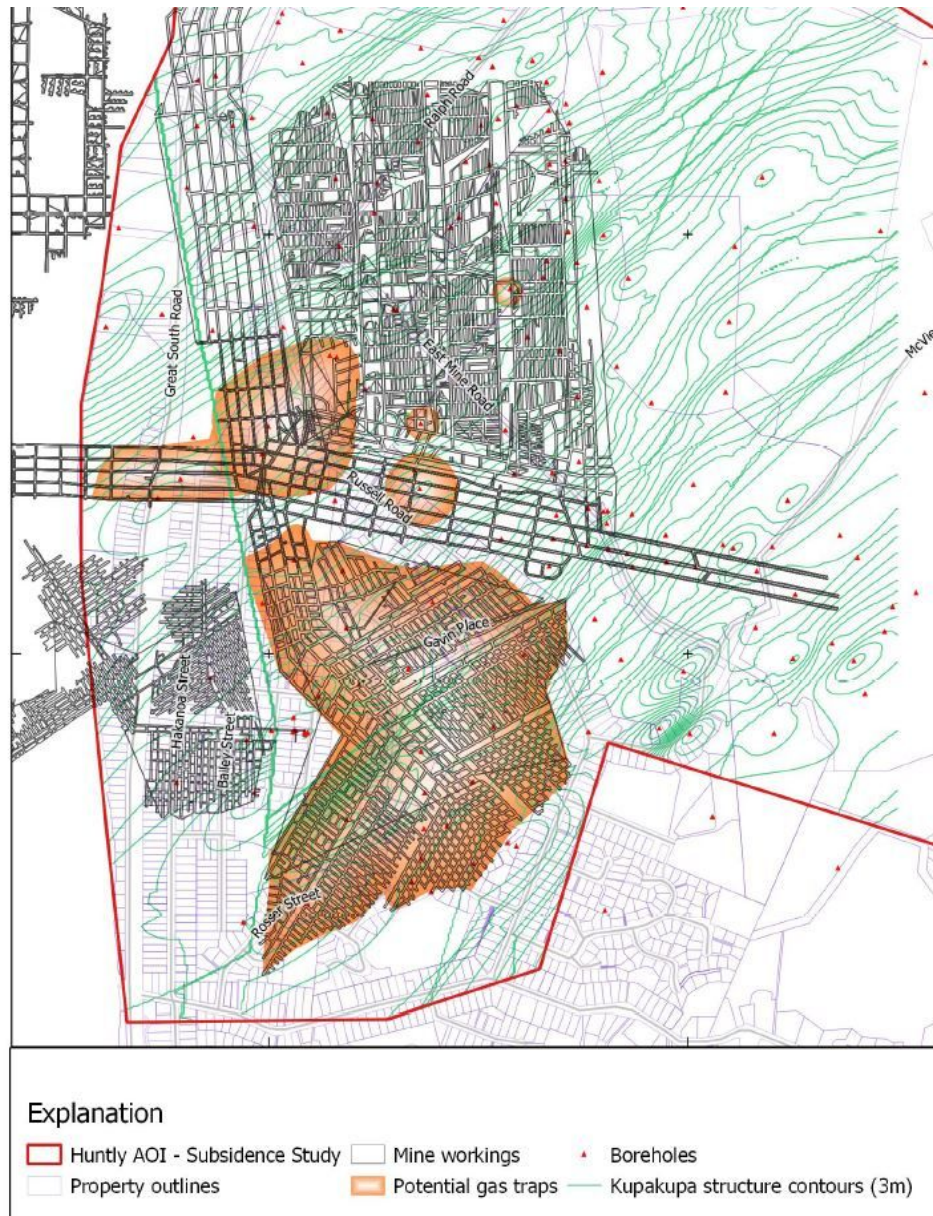 Ralph Road
Great South Road
McVie
East Mine Road
Russell Road
Gavin Place
Hakanoa Street
Bailey Street
Rosser Street
Explanation
Huntly AOI - Subsidence Study
Mine workings
Boreholes
Property outlines
Potential gas traps
Kupakupa structure contours (3m)